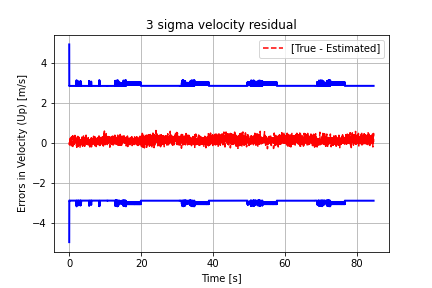 3 sigma velocity residual
[True - Estimated]
Errors in Velocity (Up) [m/s]
4
2
0
−2
−4
0 20 40 60 80
Time [s]